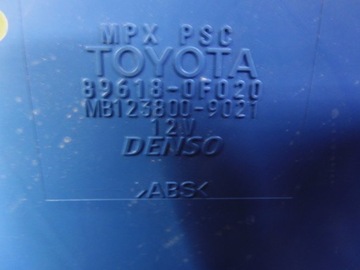 MPX PSC
TOYOTA
89618-0F020
MB123800-9021
12V
DENSO
>ABS<